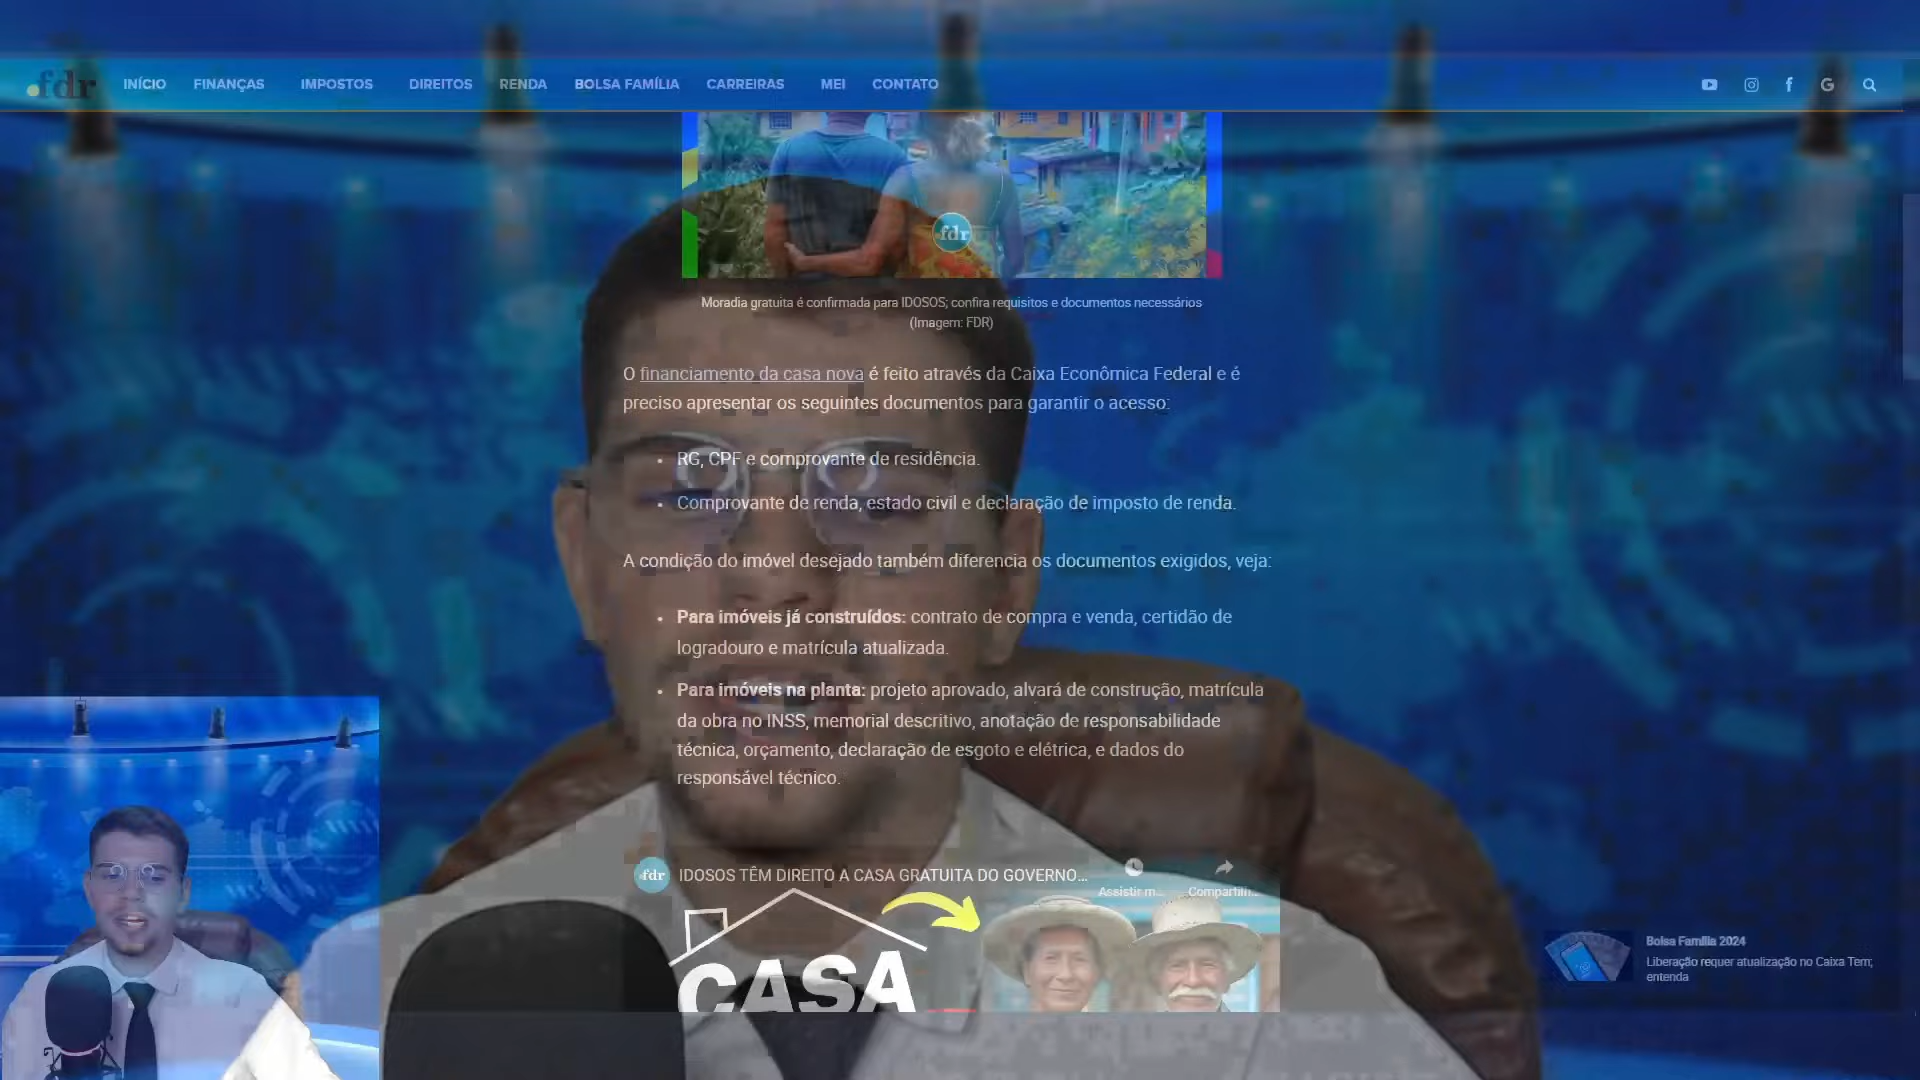 fdr
INÍCIO FINANÇAS IMPOSTOS DIREITOS RENDA BOLSA FAMÍLIA CARREIRAS MEI CONTATO
fdr
Moradia gratuita é confirmada para IDOSOS; confira requisitos e documentos necessários
(Imagem: FDR)
O financiamento da casa nova é feito através da Caixa Econômica Federal e é
preciso apresentar os seguintes documentos para garantir o acesso:
RG, CPF e comprovante de residência.
Comprovante de renda, estado civil e declaração de imposto de renda.
A condição do imóvel desejado também diferencia os documentos exigidos, veja:
Para imóveis já construídos: contrato de compra e venda, certidão de
logradouro e matrícula atualizada.
Para imóveis na planta: projeto aprovado, alvará de construção, matrícula
da obra no INSS, memorial descritivo, anotação de responsabilidade
técnica, orçamento, declaração de esgoto e elétrica, e dados do
responsável técnico.
fdr IDOSOS TÊM DIREITO A CASA GRATUITA DO GOVERNO...
Assistir m... Compartilh...
CASA
Bolsa Família 2024
Liberação requer atualização no Caixa Tem;
entenda